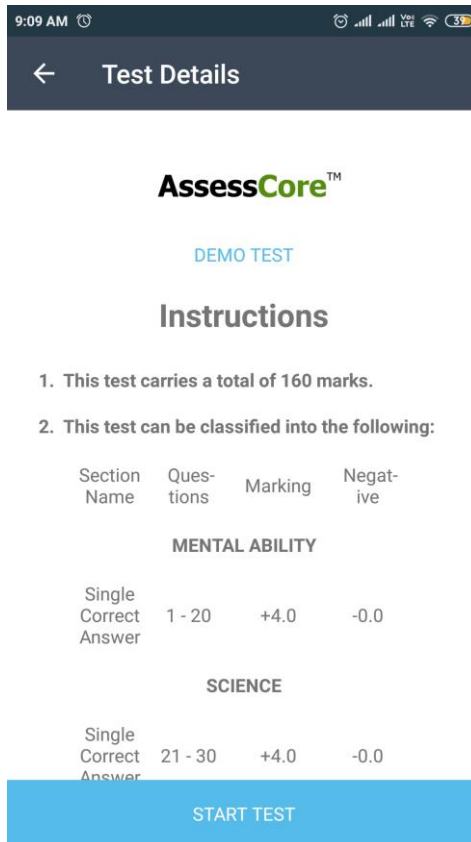 9:09 AM VoLTE 39
Test Details
AssessCore™
DEMO TEST
Instructions
1. This test carries a total of 160 marks.
2. This test can be classified into the following:
Section Name Ques-tions Marking Negat-ive
MENTAL ABILITY
Single Correct Answer 1 - 20 +4.0 -0.0
SCIENCE
Single Correct Answer 21 - 30 +4.0 -0.0
START TEST